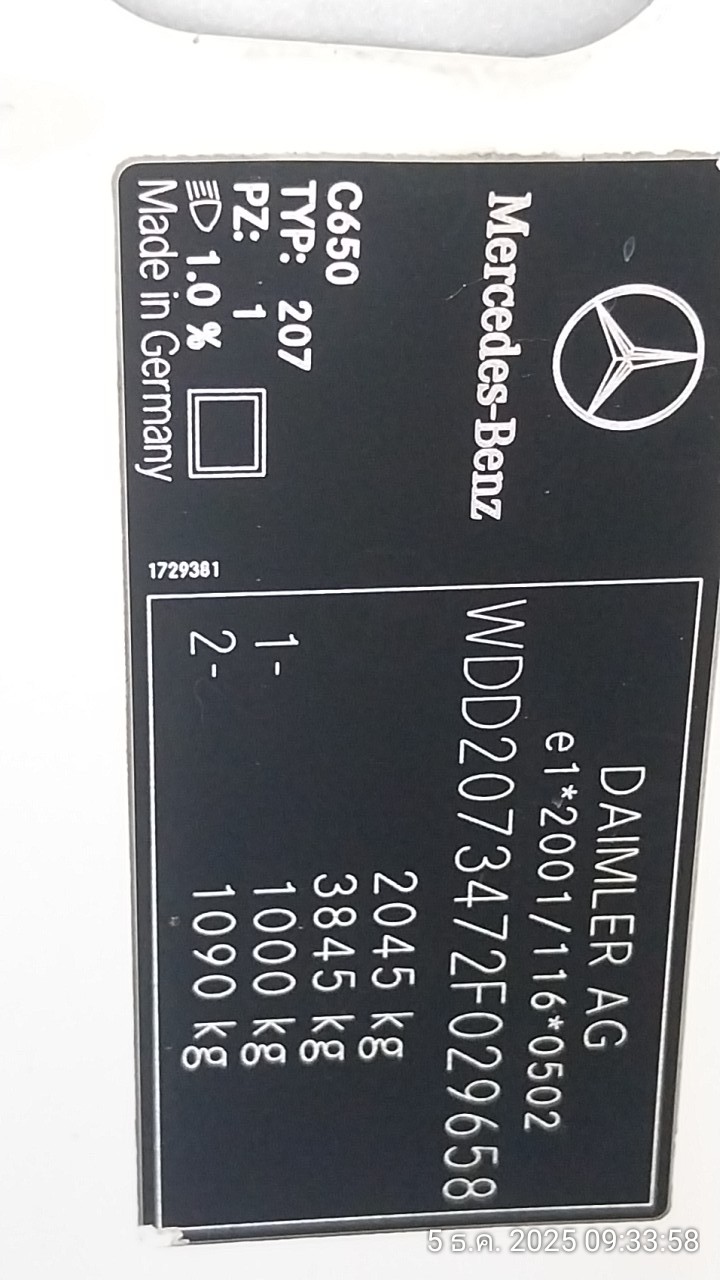 Mercedes-Benz
C650
TYP: 207
PZ: 1
1.0 %
Made in Germany
1729381
DAIMLER AG
e1*2001/116*0502
WDD2073472F029658
2045 kg
3845 kg
1- 1000 kg
2- 1090 kg
5 ธ.ค. 2025 09:33:58